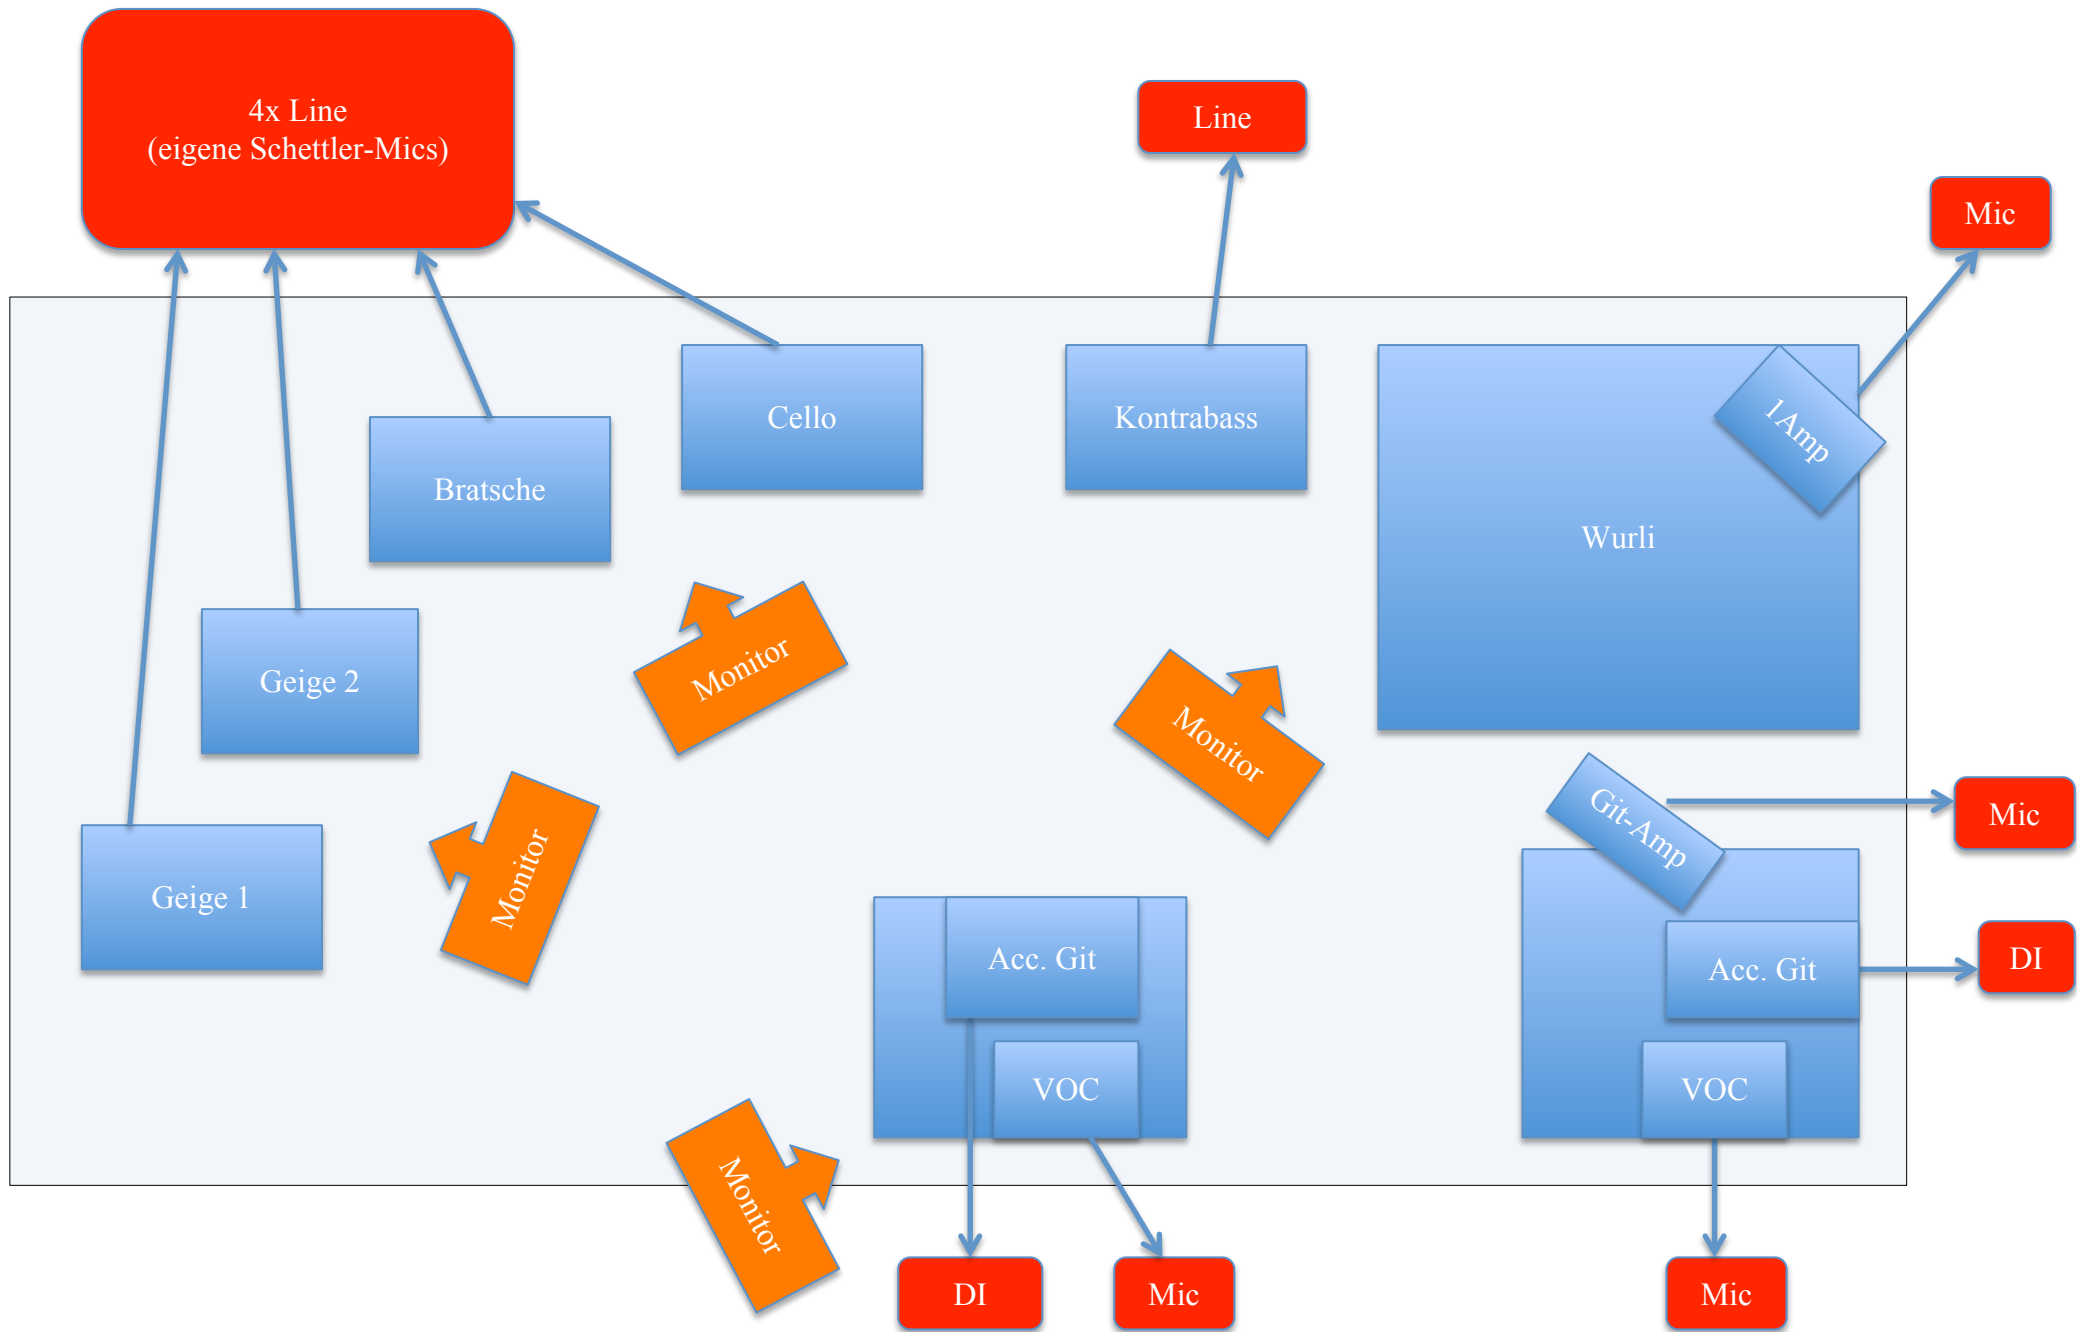 4x Line
(eigene Schettler-Mics)
Line
Mic
Cello
Kontrabass
1Amp
Bratsche
Wurli
Geige 2
Monitor
Monitor
Git-Amp
Mic
Geige 1
Monitor
Acc. Git
Acc. Git
DI
VOC
VOC
Monitor
DI
Mic
Mic